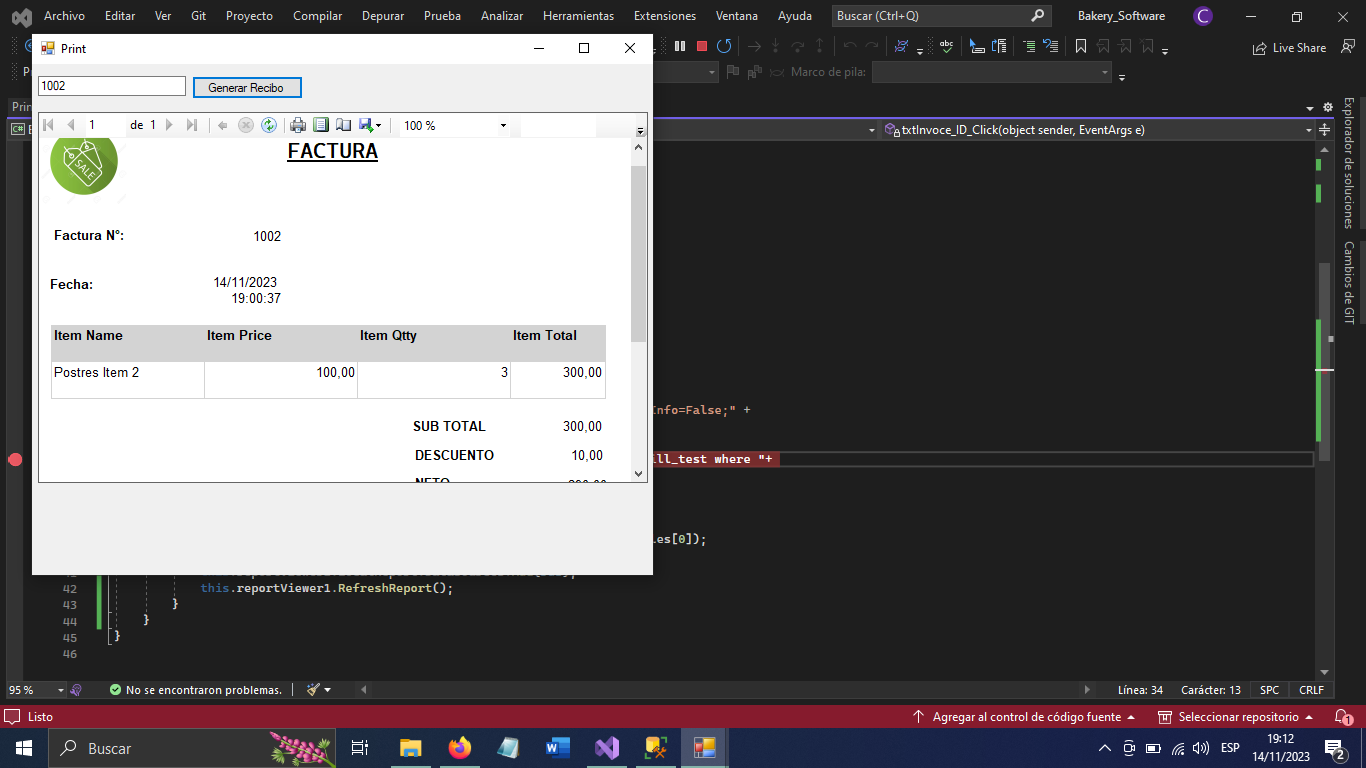 Archivo Editar Ver Git Proyecto Compilar Depurar Prueba Analizar Herramientas Extensiones Ventana Ayuda Buscar (Ctrl+Q) Bakery_Software C
Print
Live Share
1002 Generar Recibo
Marco de pila:
1 de 1 100 %
txtInvoce_ID_Click(object sender, EventArgs e)
SALE
FACTURA
Factura N°: 1002
Fecha: 14/11/2023
19:00:37
Item Name Item Price Item Qtty Item Total
Postres Item 2 100,00 3 300,00
SUB TOTAL 300,00
DESCUENTO 10,00
NETO
Info=False;" +
ill_test where "+
les[0]);
42 this.reportViewer1.RefreshReport();
43 }
44 }
45 }
46
Explorador de soluciones
Cambios de GIT
95 % No se encontraron problemas. Línea: 34 Carácter: 13 SPC CRLF
Listo Agregar al control de código fuente Seleccionar repositorio 1
Buscar ESP 19:12
14/11/2023 2